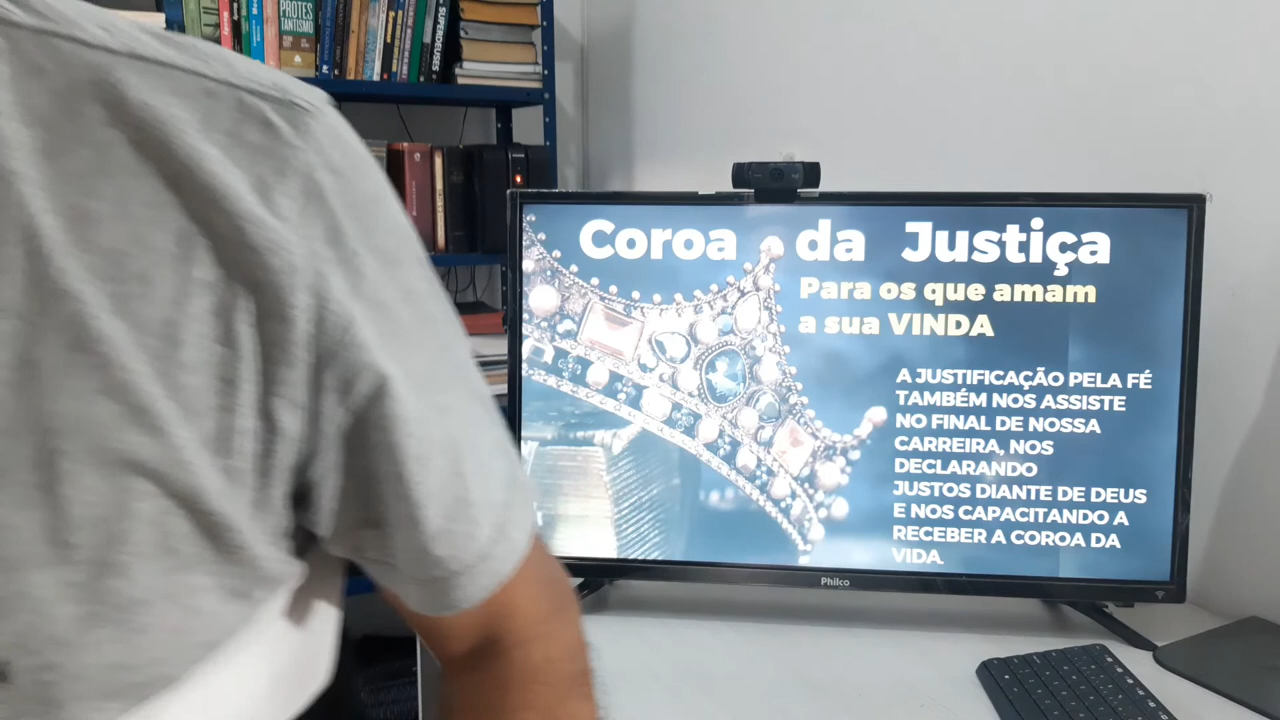 PROTES
TANTISMO
SUPERDEUSES
Coroa da Justiça
Para os que amam
a sua VINDA
A JUSTIFICAÇÃO PELA FÉ
TAMBÉM NOS ASSISTE
NO FINAL DE NOSSA
CARREIRA, NOS
DECLARANDO
JUSTOS DIANTE DE DEUS
E NOS CAPACITANDO A
RECEBER A COROA DA
VIDA.
Philco